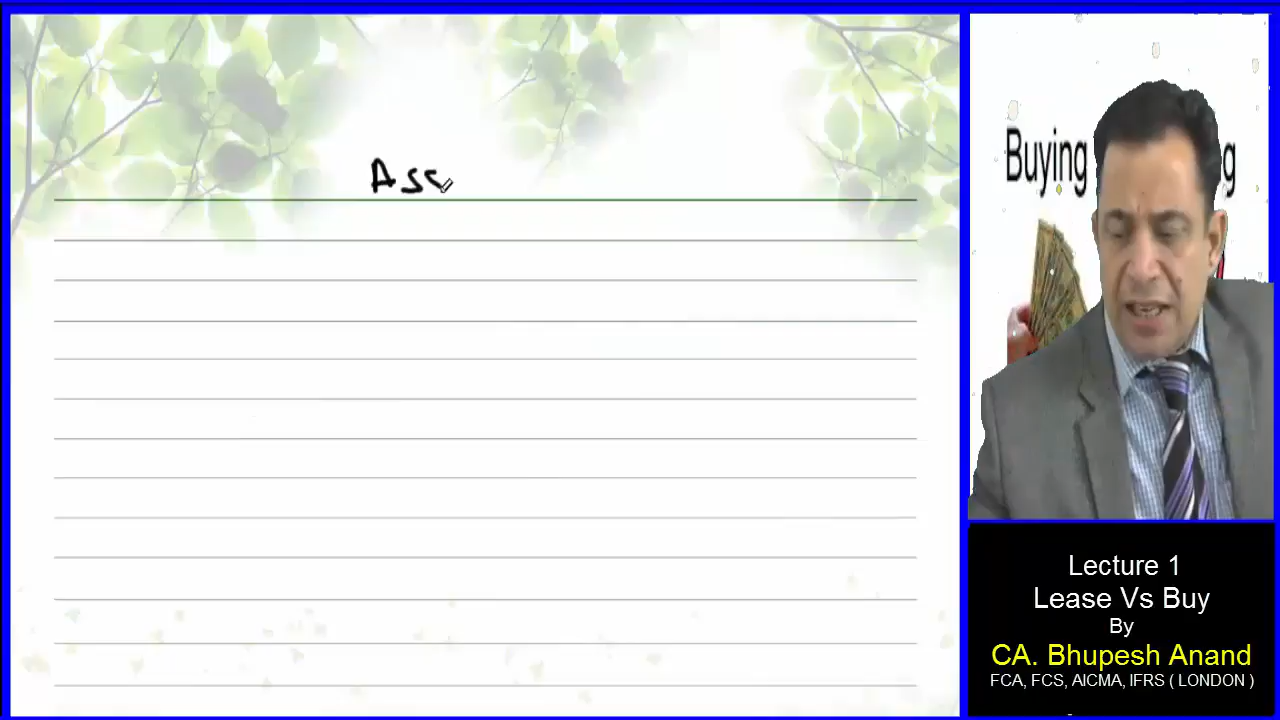 Ass
Buying
g
Lecture 1
Lease Vs Buy
By
CA. Bhupesh Anand
FCA, FCS, AICMA, IFRS ( LONDON )